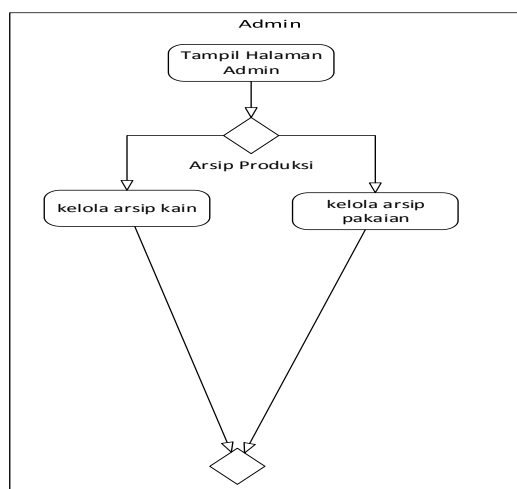 Admin
Tampil Halaman
Admin
Arsip Produksi
kelola arsip kain
kelola arsip
pakaian